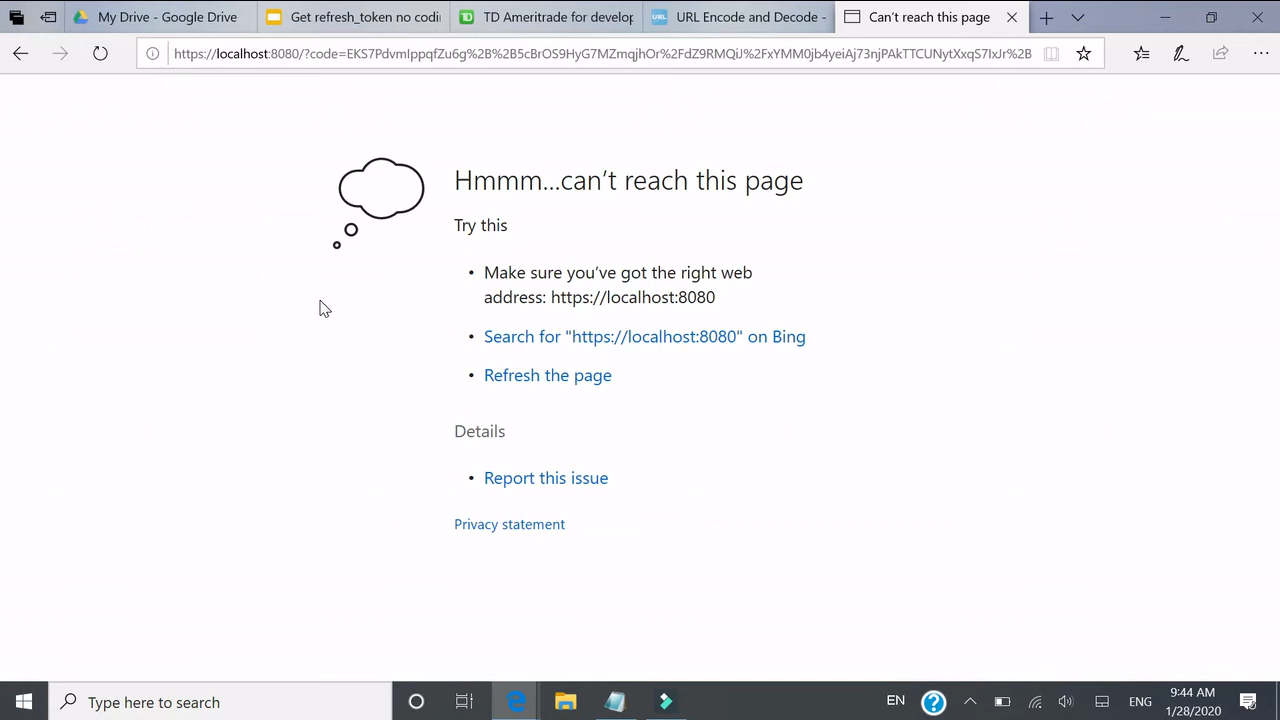 My Drive - Google Drive
Get refresh_token no codi
TD Ameritrade for develop
URL Encode and Decode -
Can't reach this page
https://localhost:8080/?code=EKS7PdvmIppqfZu6g%2B%2B5cBrOS9HyG7MZmqjhOr%2FdZ9RMQiJ%2FxYMM0jb4yeiAj73njPAkTTCUNytXxqS7IxJr%2B
Hmmm...can't reach this page
Try this
• Make sure you've got the right web
address: https://localhost:8080
• Search for "https://localhost:8080" on Bing
• Refresh the page
Details
• Report this issue
Privacy statement
Type here to search
EN
ENG
9:44 AM
1/28/2020